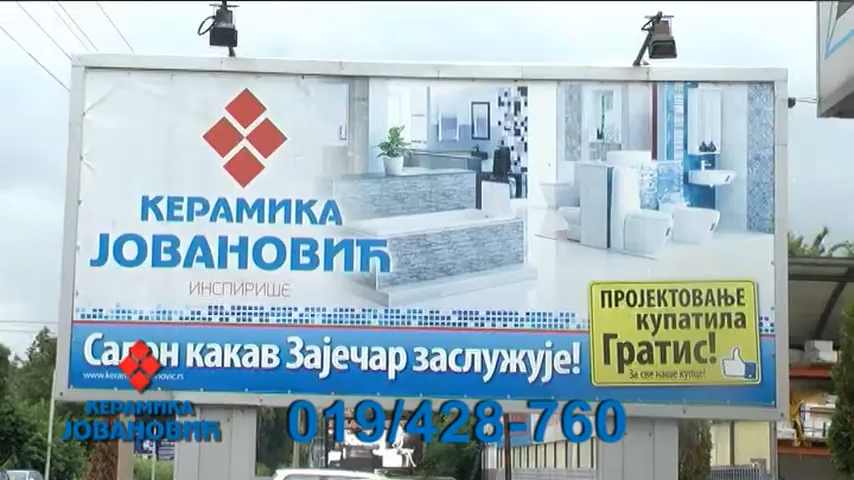 КЕРАМИКА
ЈОВАНОВИЋ
ИНСПИРИШЕ
ПРОЈЕКТОВАЊЕ
купатила
Гратис!
За све наше купце!
Салон какав Зајечар заслужује!
КЕРАМИКА
ЈОВАНОВИЋ
019/428-760